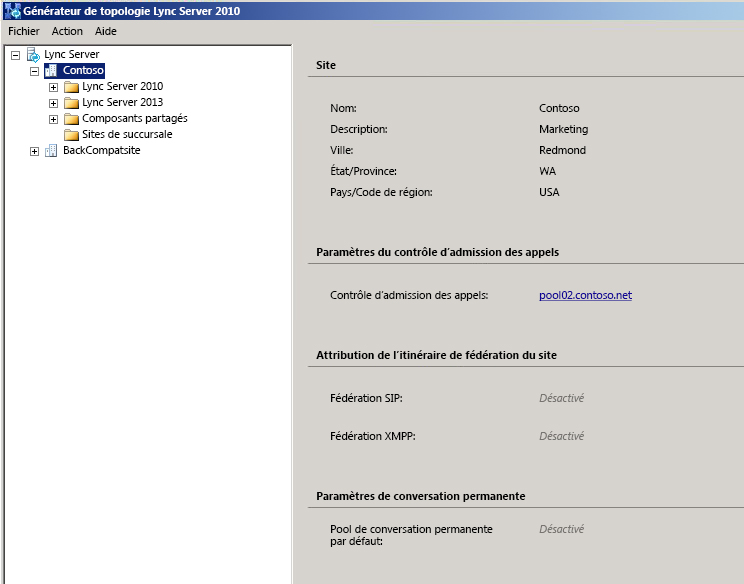 Générateur de topologie Lync Server 2010
Fichier Action Aide
Lync Server
Contoso
Lync Server 2010
Lync Server 2013
Composants partagés
Sites de succursale
BackCompatsite
Site
Nom: Contoso
Description: Marketing
Ville: Redmond
État/Province: WA
Pays/Code de région: USA
Paramètres du contrôle d'admission des appels
Contrôle d'admission des appels: pool02.contoso.net
Attribution de l'itinéraire de fédération du site
Fédération SIP: Désactivé
Fédération XMPP: Désactivé
Paramètres de conversation permanente
Pool de conversation permanente Désactivé
par défaut: